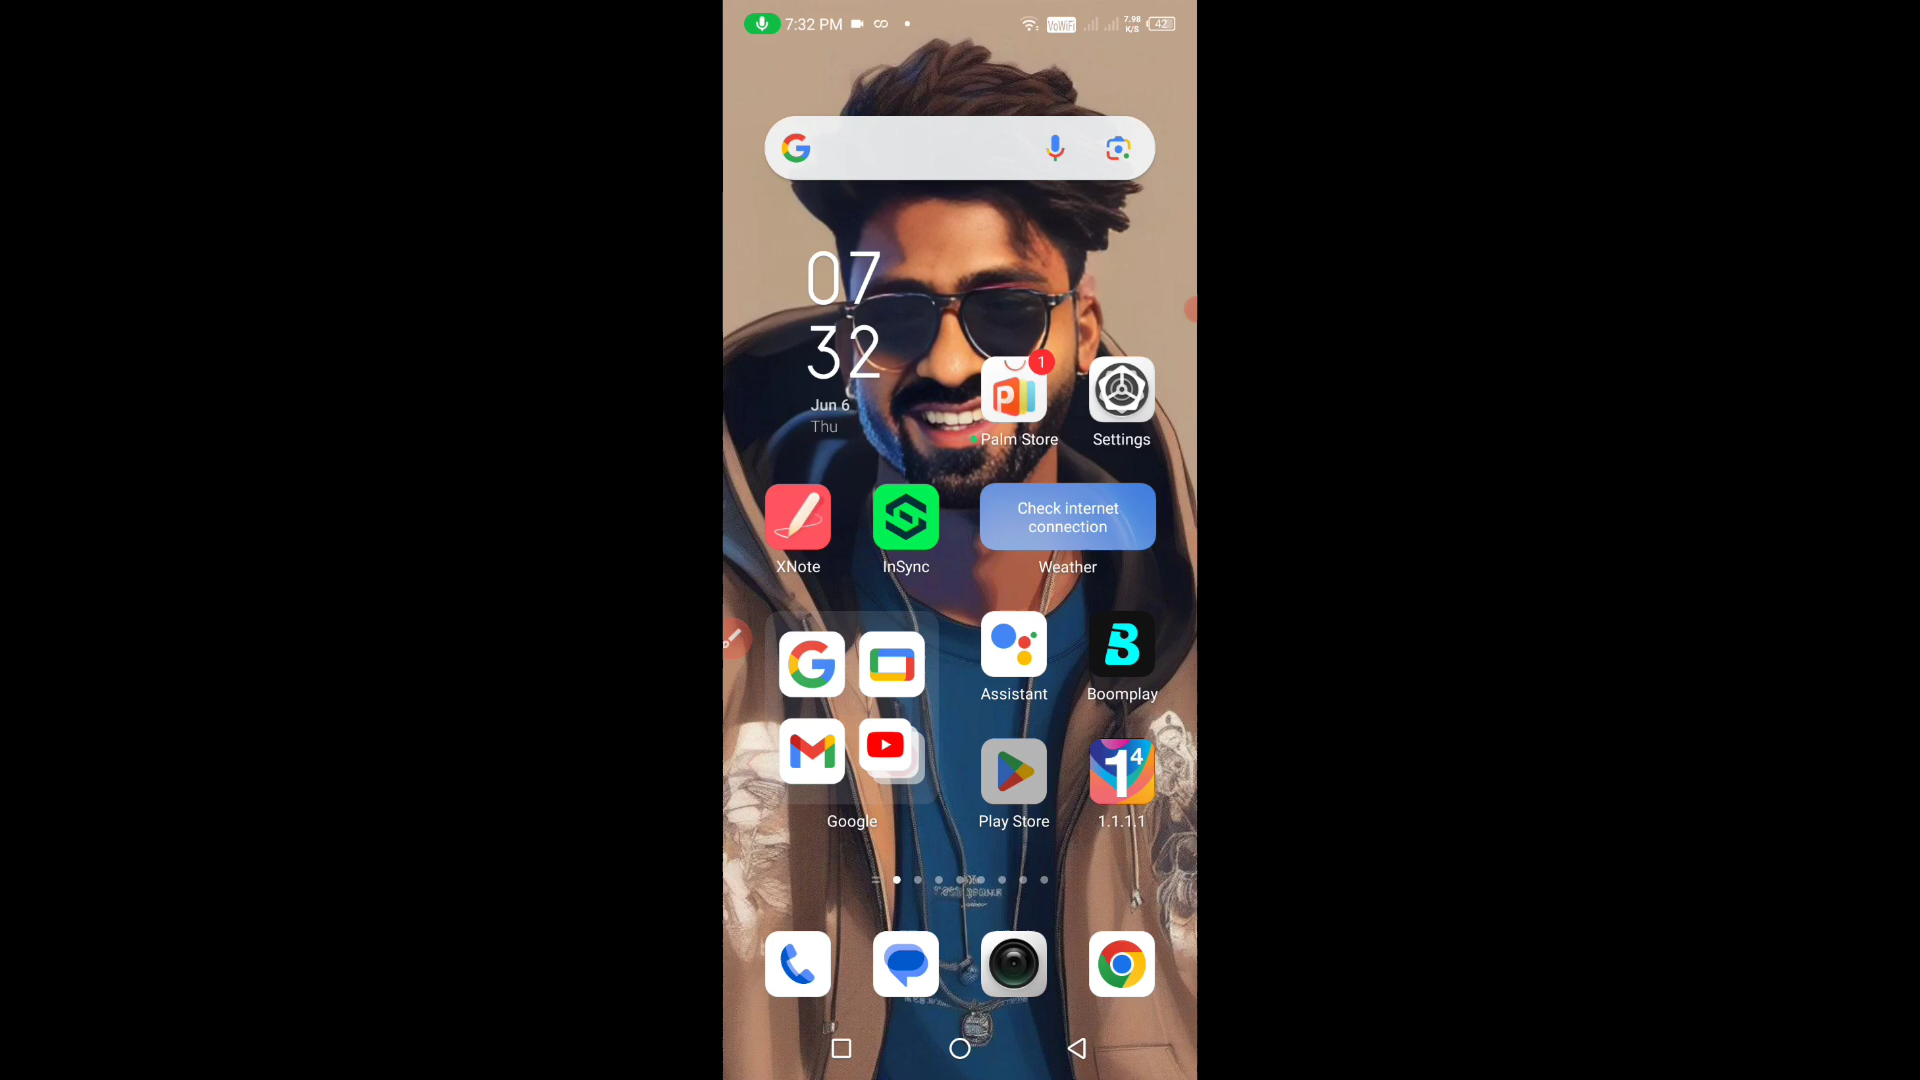 7:32 PM
VoWiFi
7.98
K/S
42
07
32
Jun 6
Thu
1
Palm Store
Settings
XNote
InSync
Check internet
connection
Weather
Assistant
Boomplay
Google
Play Store
1⁴
1.1.1.1